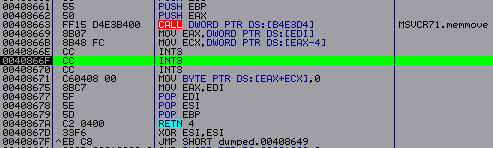 00408661 55 PUSH EBP
00408662 50 PUSH EAX
00408663 FF15 D4E3B400 CALL DWORD PTR DS:[B4E3D4] MSVCR71.memmove
00408669 8B07 MOV EAX,DWORD PTR DS:[EDI]
0040866B 8B48 FC MOV ECX,DWORD PTR DS:[EAX-4]
0040866E CC INT3
0040866F CC INT3
00408670 CC INT3
00408671 C60408 00 MOV BYTE PTR DS:[EAX+ECX],0
00408675 8BC7 MOV EAX,EDI
00408677 5F POP EDI
00408678 5E POP ESI
00408679 5D POP EBP
0040867A C2 0400 RETN 4
0040867D 33F6 XOR ESI,ESI
0040867F ^EB C8 JMP SHORT dumped.00408649